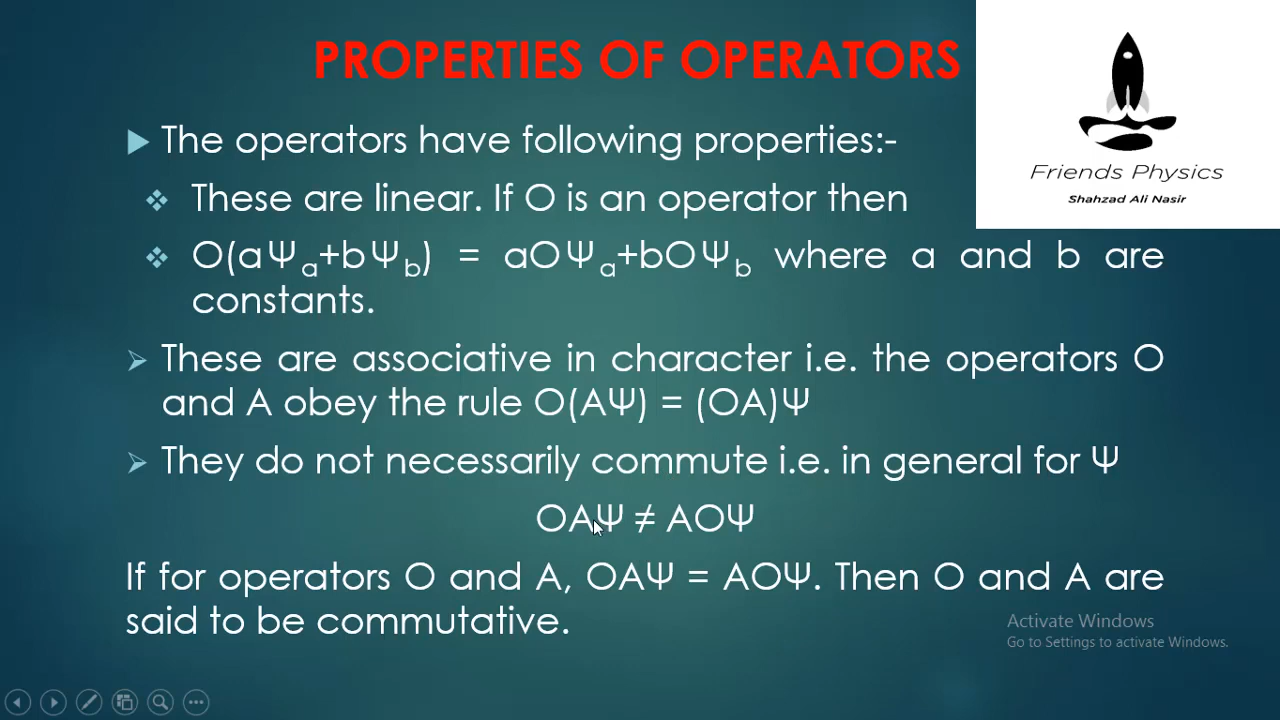 PROPERTIES OF OPERATORS
Friends Physics
Shahzad Ali Nasir
The operators have following properties:-
These are linear. If O is an operator then
O(aΨₐ+bΨ_b) = aOΨₐ+bOΨ_b where a and b are
constants.
These are associative in character i.e. the operators O
and A obey the rule O(AΨ) = (OA)Ψ
They do not necessarily commute i.e. in general for Ψ
OAΨ ≠ AOΨ
If for operators O and A, OAΨ = AOΨ. Then O and A are
said to be commutative.
Activate Windows
Go to Settings to activate Windows.